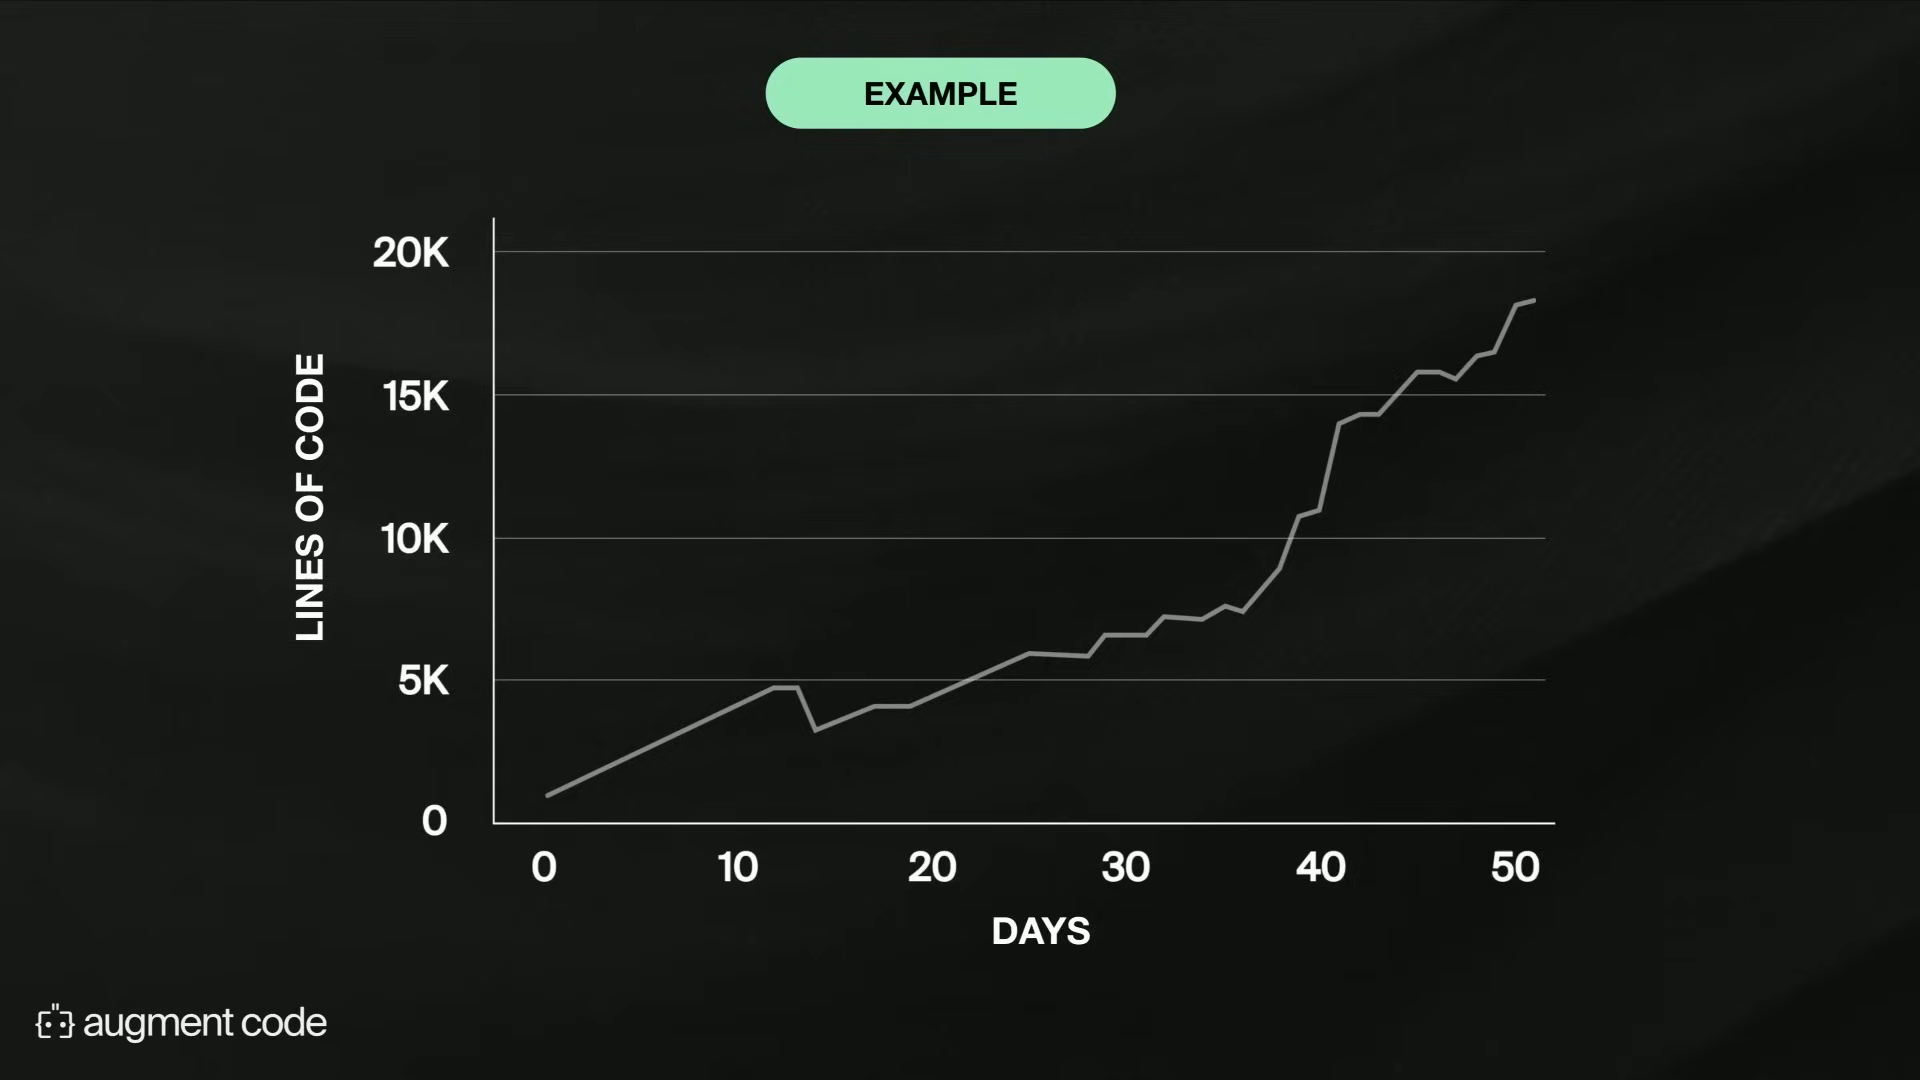 EXAMPLE
20K
15K
10K
5K
0
LINES OF CODE
0 10 20 30 40 50
DAYS
augment code